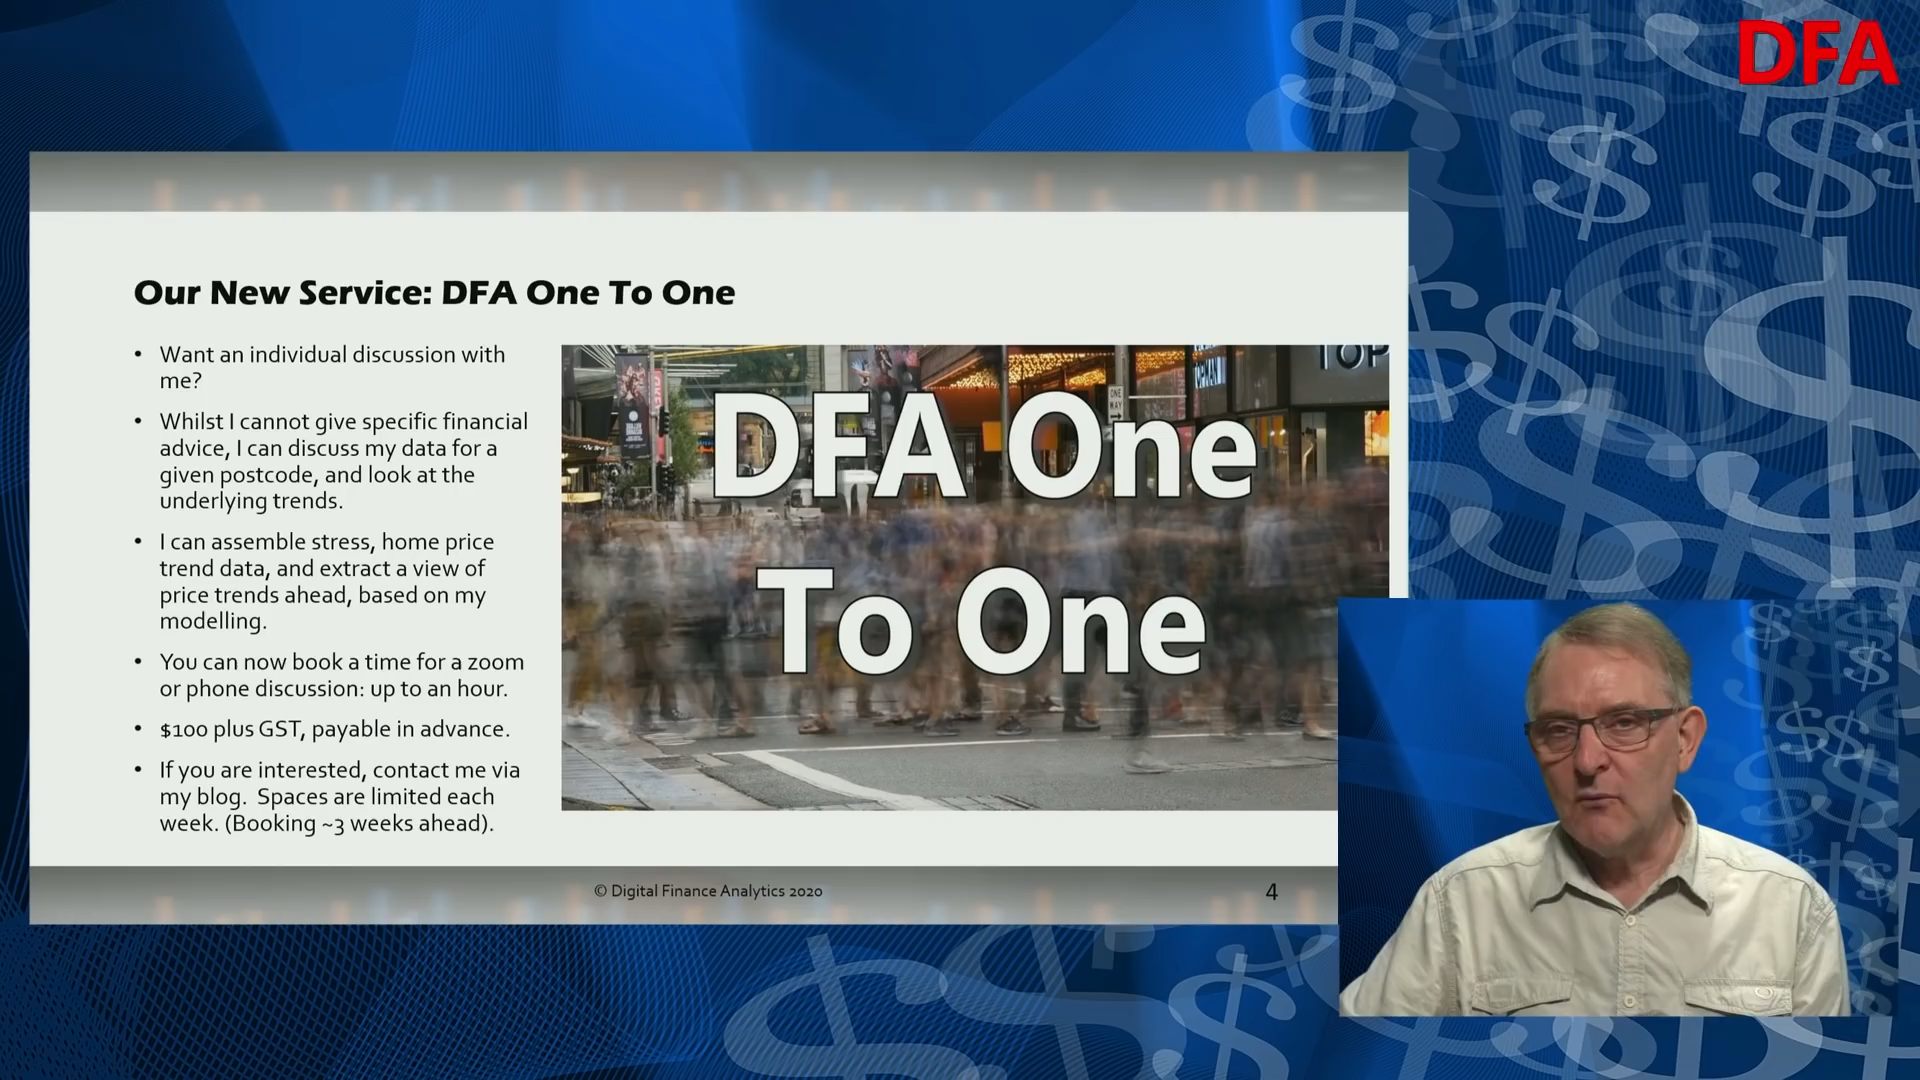 DFA
Our New Service: DFA One To One
• Want an individual discussion with
me?
• Whilst I cannot give specific financial
advice, I can discuss my data for a
given postcode, and look at the
underlying trends.
• I can assemble stress, home price
trend data, and extract a view of
price trends ahead, based on my
modelling.
• You can now book a time for a zoom
or phone discussion: up to an hour.
• $100 plus GST, payable in advance.
• If you are interested, contact me via
my blog.  Spaces are limited each
week. (Booking ~3 weeks ahead).
TOP
TOPMAN
ONE
WAY
DFA One
To One
© Digital Finance Analytics 2020
4